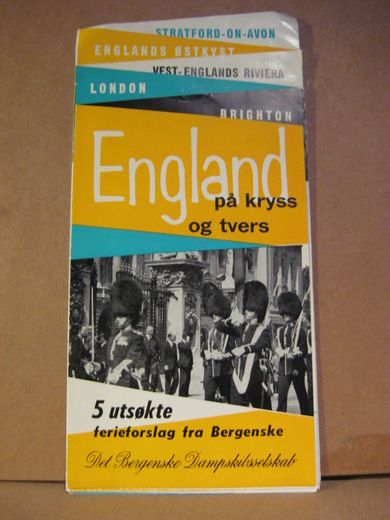 STRATFORD-ON-AVON
ENGLANDS ØSTKYST
VEST-ENGLANDS RIVIERA
LONDON
BRIGHTON
England
på kryss
og tvers
5 utsøkte
ferieforslag fra Bergenske
Det Bergenske Dampskibsselskab